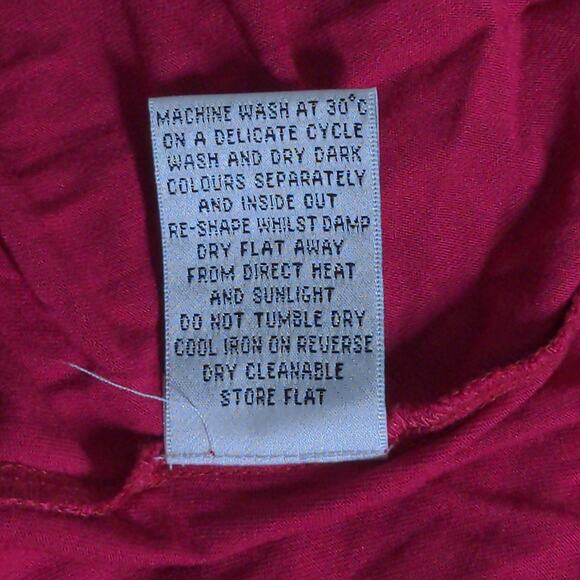 MACHINE WASH AT 30°C
ON A DELICATE CYCLE
WASH AND DRY DARK
COLOURS SEPARATELY
AND INSIDE OUT
RE-SHAPE WHILST DAMP
DRY FLAT AWAY
FROM DIRECT HEAT
AND SUNLIGHT
DO NOT TUMBLE DRY
COOL IRON ON REVERSE
DRY CLEANABLE
STORE FLAT